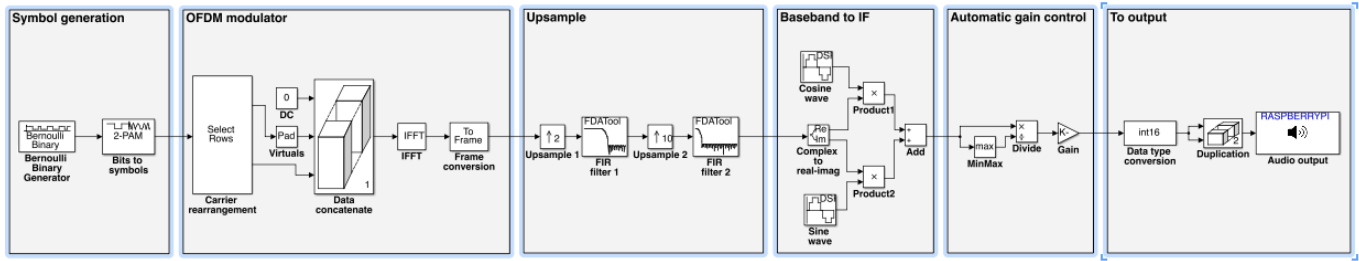 Symbol generation
Bernoulli
Binary
Bernoulli
Binary
Generator
2-PAM
Bits to
symbols
OFDM modulator
Select
Rows
Carrier
rearrangement
0
DC
Pad
Virtuals
1
Data
concatenate
IFFT
IFFT
To
Frame
Frame
conversion
Upsample
↑ 2
Upsample 1
FDATool
FIR
filter 1
↑ 10
Upsample 2
FDATool
FIR
filter 2
Baseband to IF
DSP
Cosine
wave
Re
Im
Complex
to
real-imag
DSP
Sine
wave
×
Product1
×
Product2
+
+
Add
Automatic gain control
max
MinMax
×
÷
Divide
K-
Gain
To output
int16
Data type
conversion
2
Duplication
RASPBERRYPI
Audio output